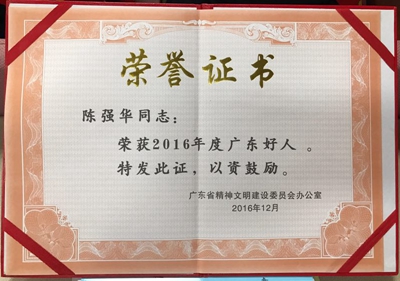 荣誉证书
陈强华同志：
荣获2016年度广东好人 。
特发此证，以资鼓励。
广东省精神文明建设委员会办公室
2016年12月